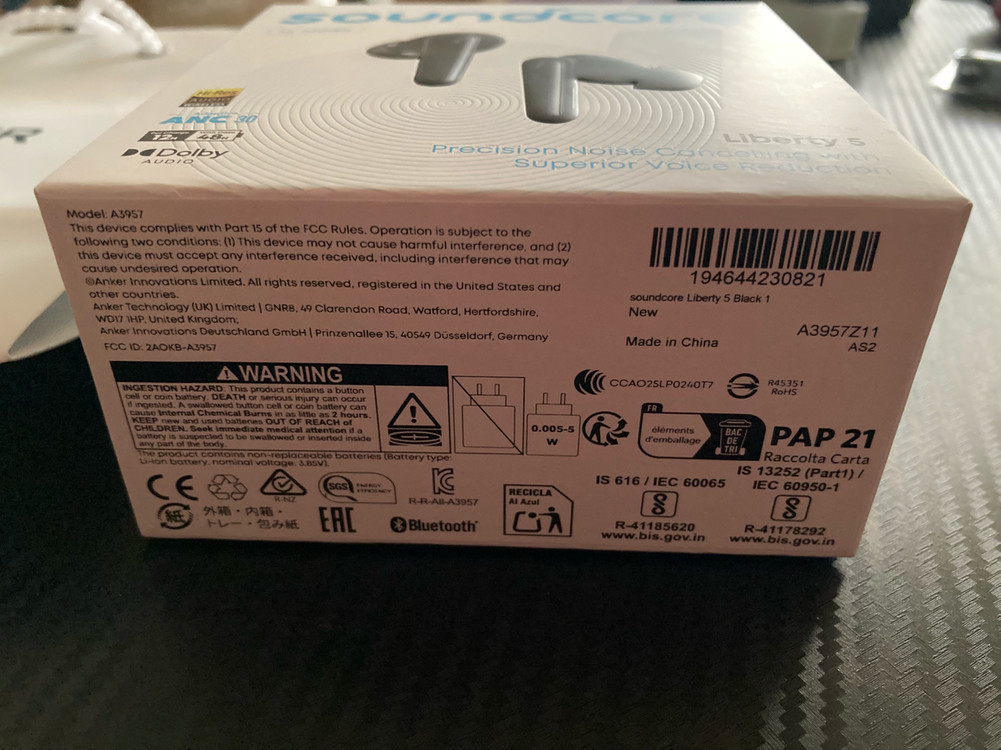 soundcore
Hi-Res
AUDIO
WIRELESS
ANC 3.0
12H 48H
Dolby
AUDIO
Liberty 5
Precision Noise Cancelling with
Superior Voice Reduction
Model: A3957
This device complies with Part 15 of the FCC Rules. Operation is subject to the
following two conditions: (1) This device may not cause harmful interference, and (2)
this device must accept any interference received, including interference that may
cause undesired operation.
©Anker Innovations Limited. All rights reserved, registered in the United States and
other countries.
Anker Technology (UK) Limited | GNR8, 49 Clarendon Road, Watford, Hertfordshire,
WD17 1HP, United Kingdom;
Anker Innovations Deutschland GmbH | Prinzenallee 15, 40549 Düsseldorf, Germany
FCC ID: 2AOKB-A3957
194644230821
soundcore Liberty 5 Black 1
New
Made in China
A3957Z11
AS2
WARNING
INGESTION HAZARD: This product contains a button
cell or coin battery. DEATH or serious injury can occur
if ingested. A swallowed button cell or coin battery can
cause Internal Chemical Burns in as little as 2 hours.
KEEP new and used batteries OUT OF REACH of
CHILDREN. Seek immediate medical attention if a
battery is suspected to be swallowed or inserted inside
any part of the body.
The product contains non-replaceable batteries (Battery type:
Li-ion battery, nominal voltage: 3.85V).
0.005-5
W
CCAO25LP0240T7
R45351
RoHS
FR
éléments
d'emballage
BAC
DE
TRI
PAP 21
Raccolta Carta
CE
R-NZ
SGS
ENERGY
EFFICIENCY
R-R-AII-A3957
紙
外箱・内箱・
トレー・包み紙
EAC
Bluetooth
RECICLA
Al Azul
IS 616 / IEC 60065
R-41185620
www.bis.gov.in
IS 13252 (Part1) /
IEC 60950-1
R-41178292
www.bis.gov.in